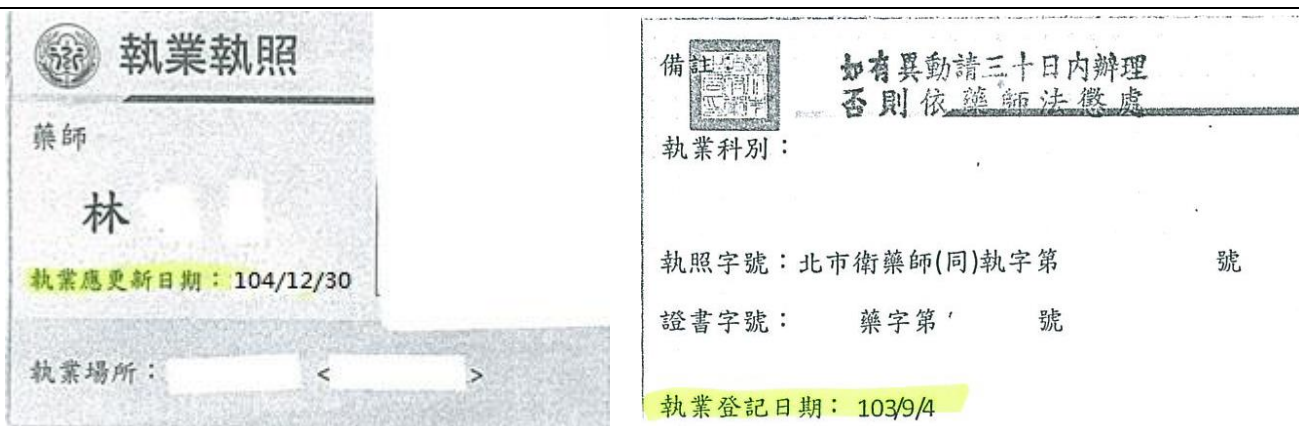 執業執照
藥師
林
執業應更新日期：104/12/30
執業場所： < >
備註：
如有異動請三十日內辦理
否則依藥師法懲處
執業科別：
執照字號：北市衛藥師(同)執字第 號
證書字號： 藥字第 號
執業登記日期： 103/9/4